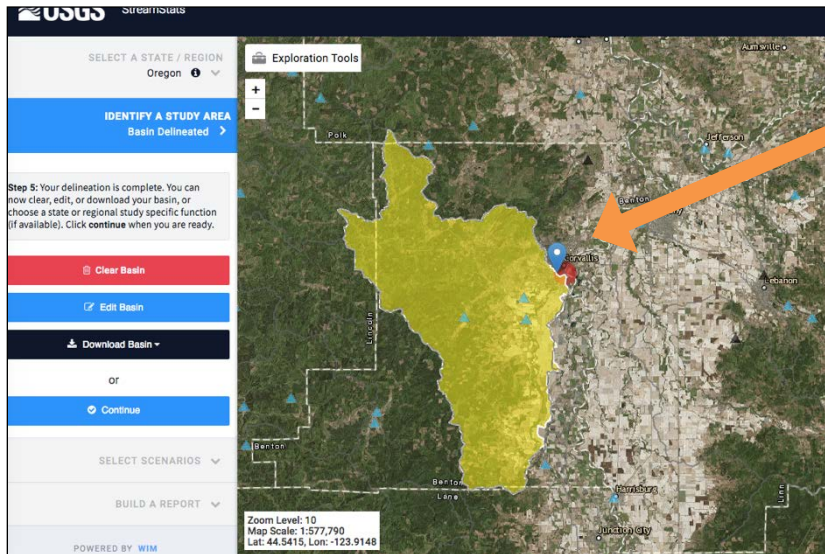 USGS StreamStats
SELECT A STATE / REGION
Oregon
IDENTIFY A STUDY AREA
Basin Delineated
Step 5: Your delineation is complete. You can
now clear, edit, or download your basin, or
choose a state or regional study specific function
(if available). Click continue when you are ready.
Clear Basin
Edit Basin
Download Basin
or
Continue
SELECT SCENARIOS
BUILD A REPORT
POWERED BY WIM
Exploration Tools
+
−
Aumsville
Polk
Jefferson
Benton
Corvallis
Lebanon
Lincoln
Benton
Benton
Lane
Harrisburg
Linn
Junction City
Zoom Level: 10
Map Scale: 1:577,790
Lat: 44.5415, Lon: -123.9148